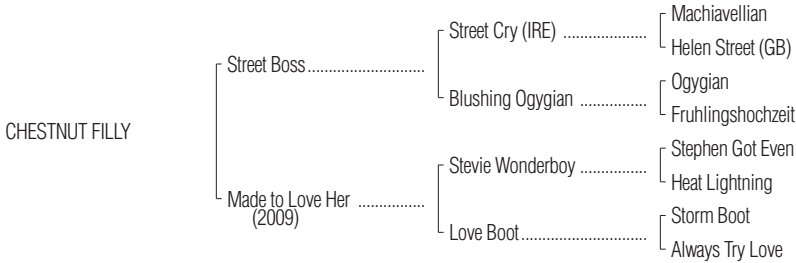 Machiavellian
Street Cry (IRE) ....................
Helen Street (GB)
Street Boss............................
Ogygian
Blushing Ogygian ................
Fruhlingshochzeit
CHESTNUT FILLY
Stephen Got Even
Stevie Wonderboy ................
Heat Lightning
Made to Love Her ................
(2009)
Storm Boot
Love Boot..............................
Always Try Love